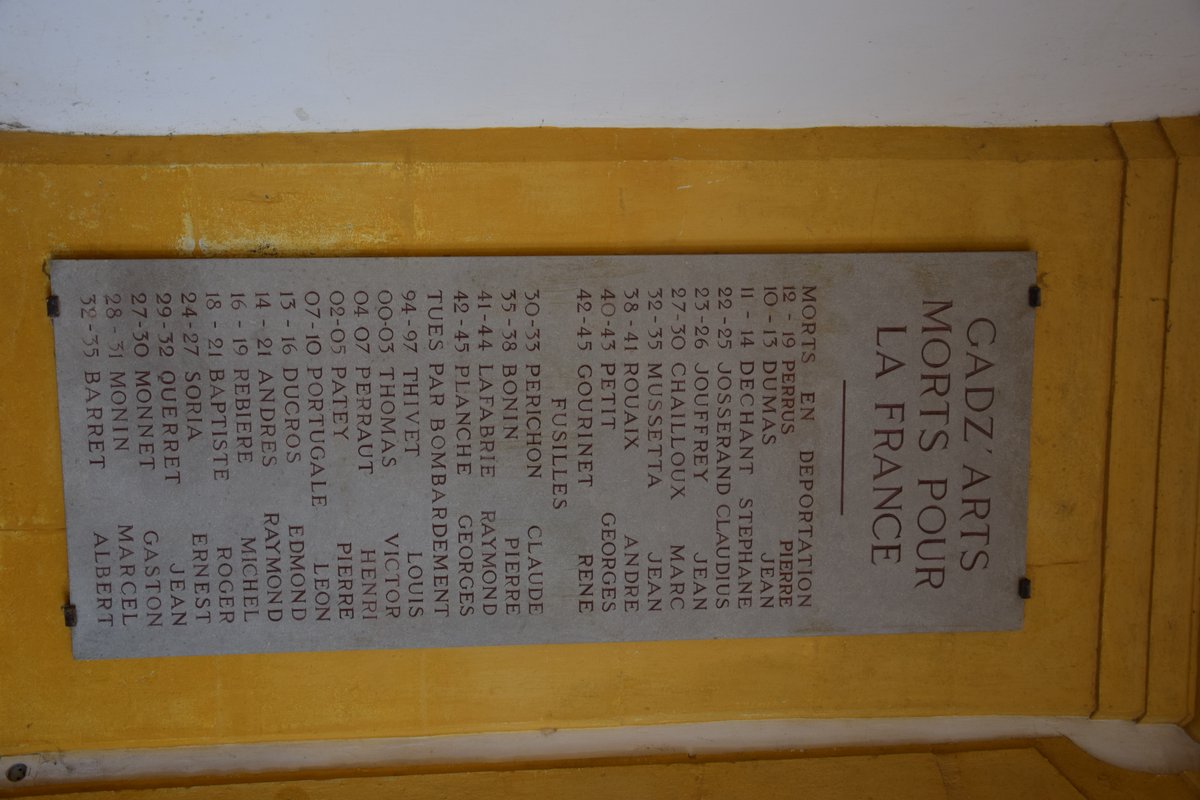 GADZ'ARTS
MORTS POUR
LA FRANCE
MORTS EN DEPORTATION
12-19 PERRUS PIERRE
10-13 DUMAS JEAN
11-14 DECHANT STEPHANE
22-25 JOSSERAND CLAUDIUS
23-26 JOUFFREY JEAN
27-30 CHAILLOUX MARC
32-35 MUSSETTA JEAN
38-41 ROUAIX ANDRE
40-43 PETIT GEORGES
42-45 GOURINET RENE
FUSILLES
30-33 PERICHON CLAUDE
35-38 BONIN PIERRE
41-44 LAFABRIE RAYMOND
42-45 PLANCHE GEORGES
TUES PAR BOMBARDEMENT
94-97 THIVET LOUIS
00-03 THOMAS VICTOR
04-07 PERRAUT HENRI
02-05 PATEY PIERRE
07-10 PORTUGALE LEON
13-16 DUCROS EDMOND
14-21 ANDRES RAYMOND
16-19 REBIERE MICHEL
18-21 BAPTISTE ROGER
24-27 SORIA ERNEST
29-32 QUERRET JEAN
27-30 MONNET GASTON
28-31 MONIN MARCEL
32-35 BARRET ALBERT